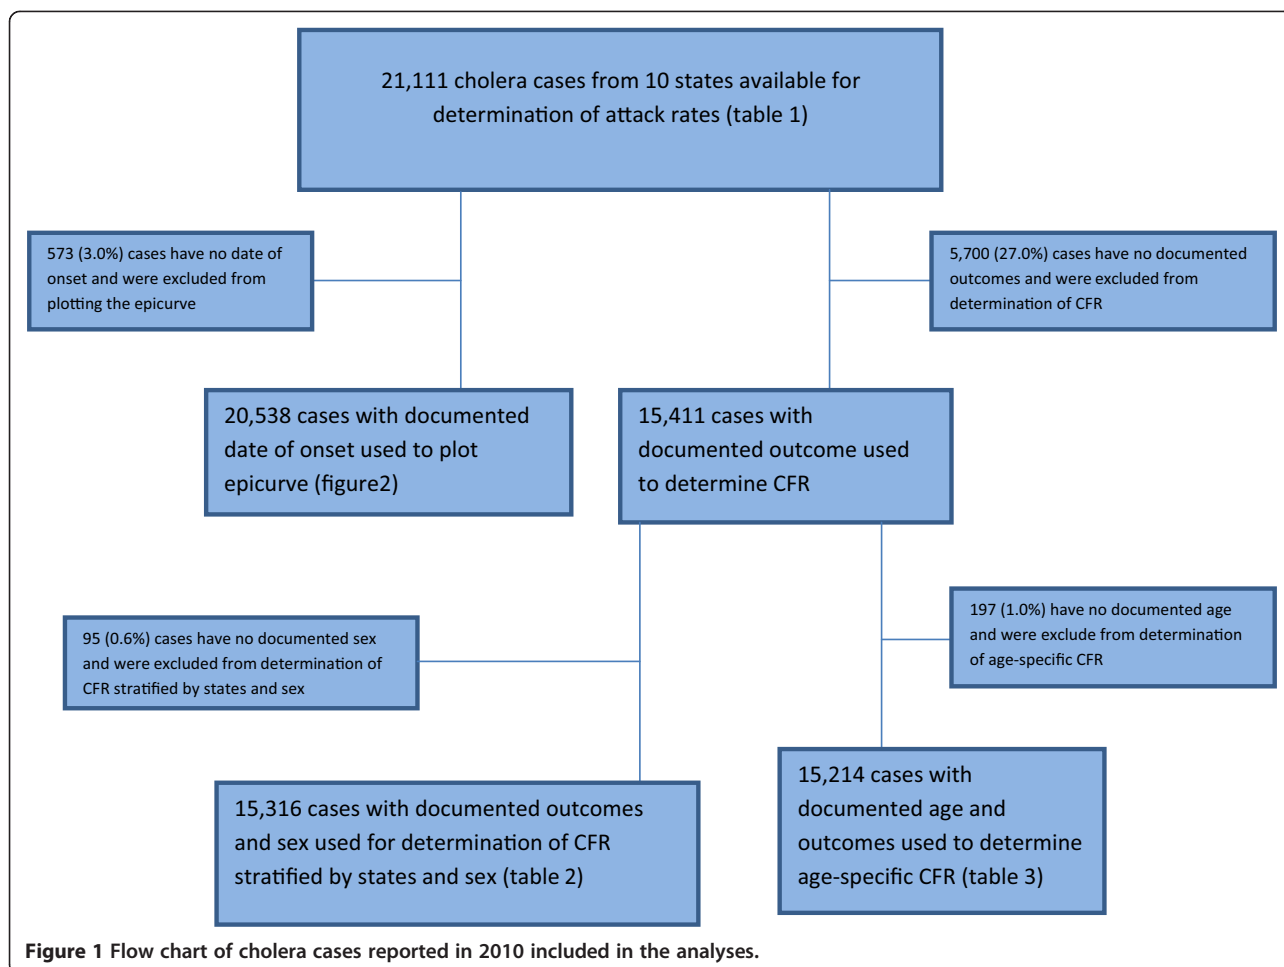 21,111 cholera cases from 10 states available for
determination of attack rates (table 1)
573 (3.0%) cases have no date of
onset and were excluded from
plotting the epicurve
5,700 (27.0%) cases have no documented
outcomes and were excluded from
determination of CFR
20,538 cases with documented
date of onset used to plot
epicurve (figure2)
15,411 cases with
documented outcome used
to determine CFR
95 (0.6%) cases have no documented sex
and were excluded from determination of
CFR stratified by states and sex
197 (1.0%) have no documented age
and were exclude from determination
of age-specific CFR
15,316 cases with documented outcomes
and sex used for determination of CFR
stratified by states and sex (table 2)
15,214 cases with
documented age and
outcomes used to determine
age-specific CFR (table 3)
Figure 1 Flow chart of cholera cases reported in 2010 included in the analyses.